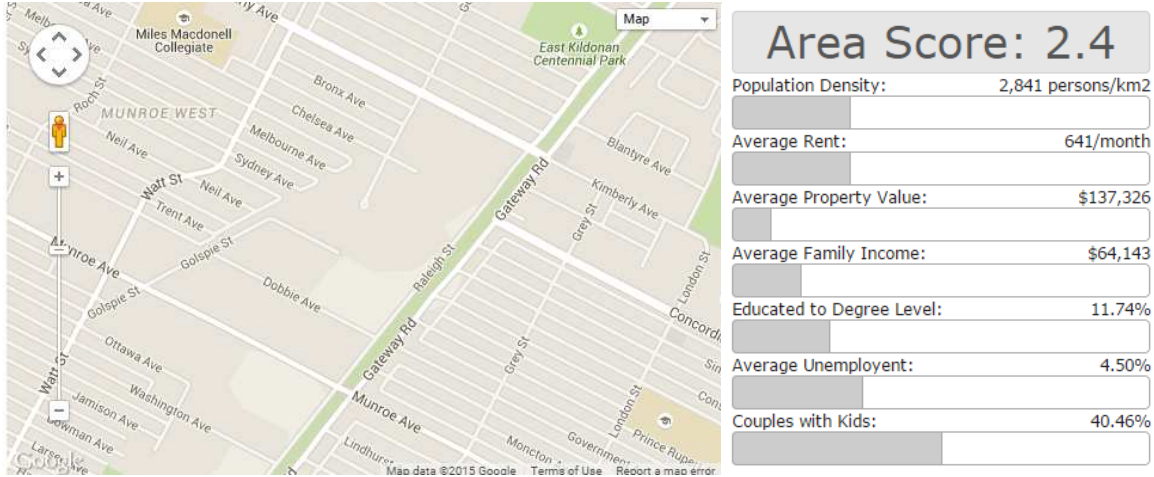 Map
Miles Macdonell
Collegiate
East Kildonan
Centennial Park
Roch St
MUNROE WEST
Bronx Ave
Chelsea Ave
Melbourne Ave
Sydney Ave
Neil Ave
Watt St
Neil Ave
Trent Ave
Golspie St
Munroe Ave
Golspie St
Dobbie Ave
Raleigh St
Gateway Rd
Blantyre Ave
Kimberly Ave
Grey St
London St
Gateway Rd
Grey St
Ottawa Ave
Watt St
Washington Ave
Jamison Ave
Bowman Ave
Munroe Ave
London St
Lindhurst
Moncton Ave
Government
Prince Rupe
Google
Map data ©2015 Google Terms of Use Report a map error
Area Score: 2.4
Population Density: 2,841 persons/km2
Average Rent: 641/month
Average Property Value: $137,326
Average Family Income: $64,143
Educated to Degree Level: 11.74%
Average Unemployent: 4.50%
Couples with Kids: 40.46%